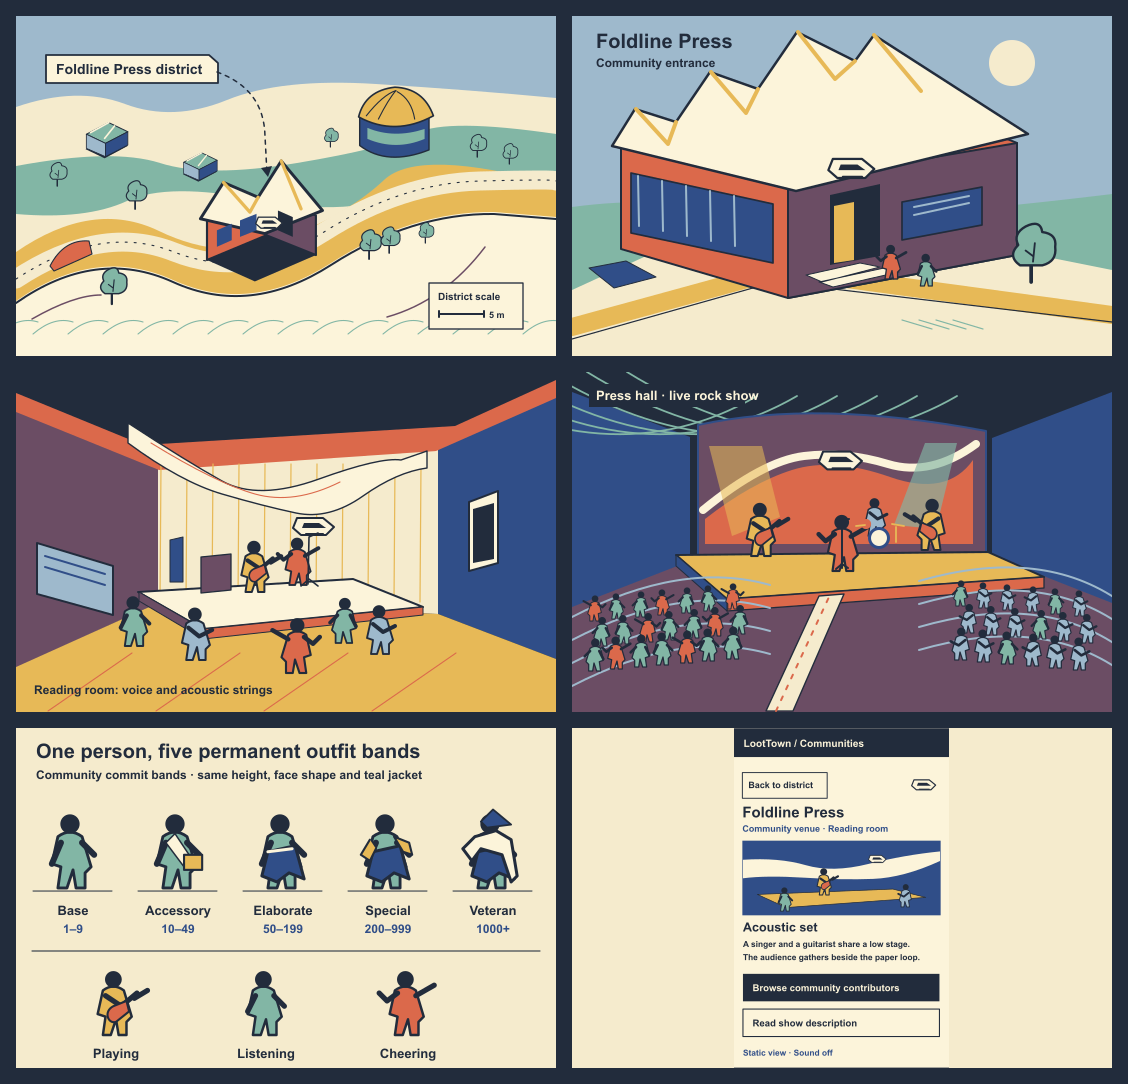 Foldline Press district
District scale
5 m
Foldline Press
Community entrance
Reading room: voice and acoustic strings
Press hall · live rock show
One person, five permanent outfit bands
Community commit bands · same height, face shape and teal jacket
Base
Accessory
Elaborate
Special
Veteran
1–9
10–49
50–199
200–999
1000+
Playing
Listening
Cheering
LootTown / Communities
Back to district
Foldline Press
Community venue · Reading room
Acoustic set
A singer and a guitarist share a low stage.
The audience gathers beside the paper loop.
Browse community contributors
Read show description
Static view · Sound off